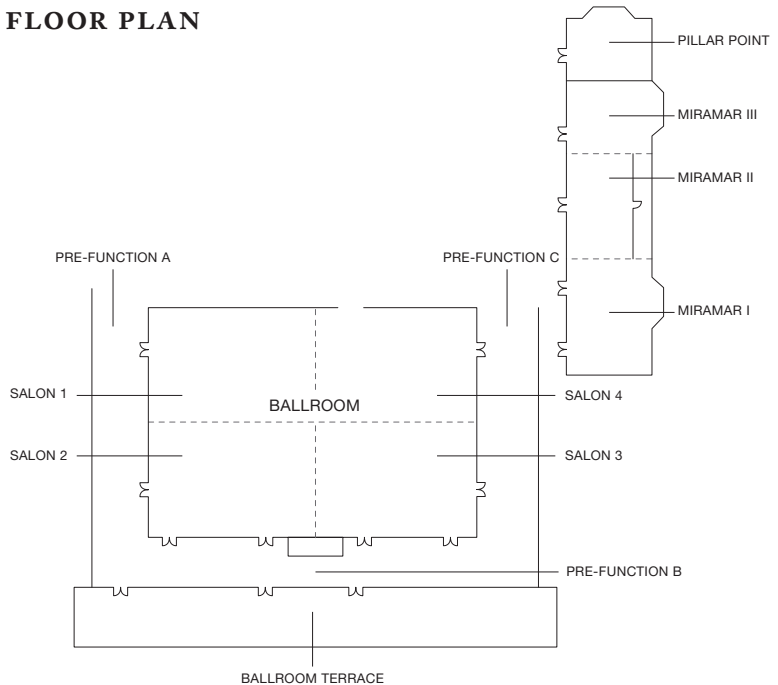 FLOOR PLAN
PILLAR POINT
MIRAMAR III
MIRAMAR II
PRE-FUNCTION A
PRE-FUNCTION C
MIRAMAR I
SALON 1
BALLROOM
SALON 4
SALON 2
SALON 3
PRE-FUNCTION B
BALLROOM TERRACE